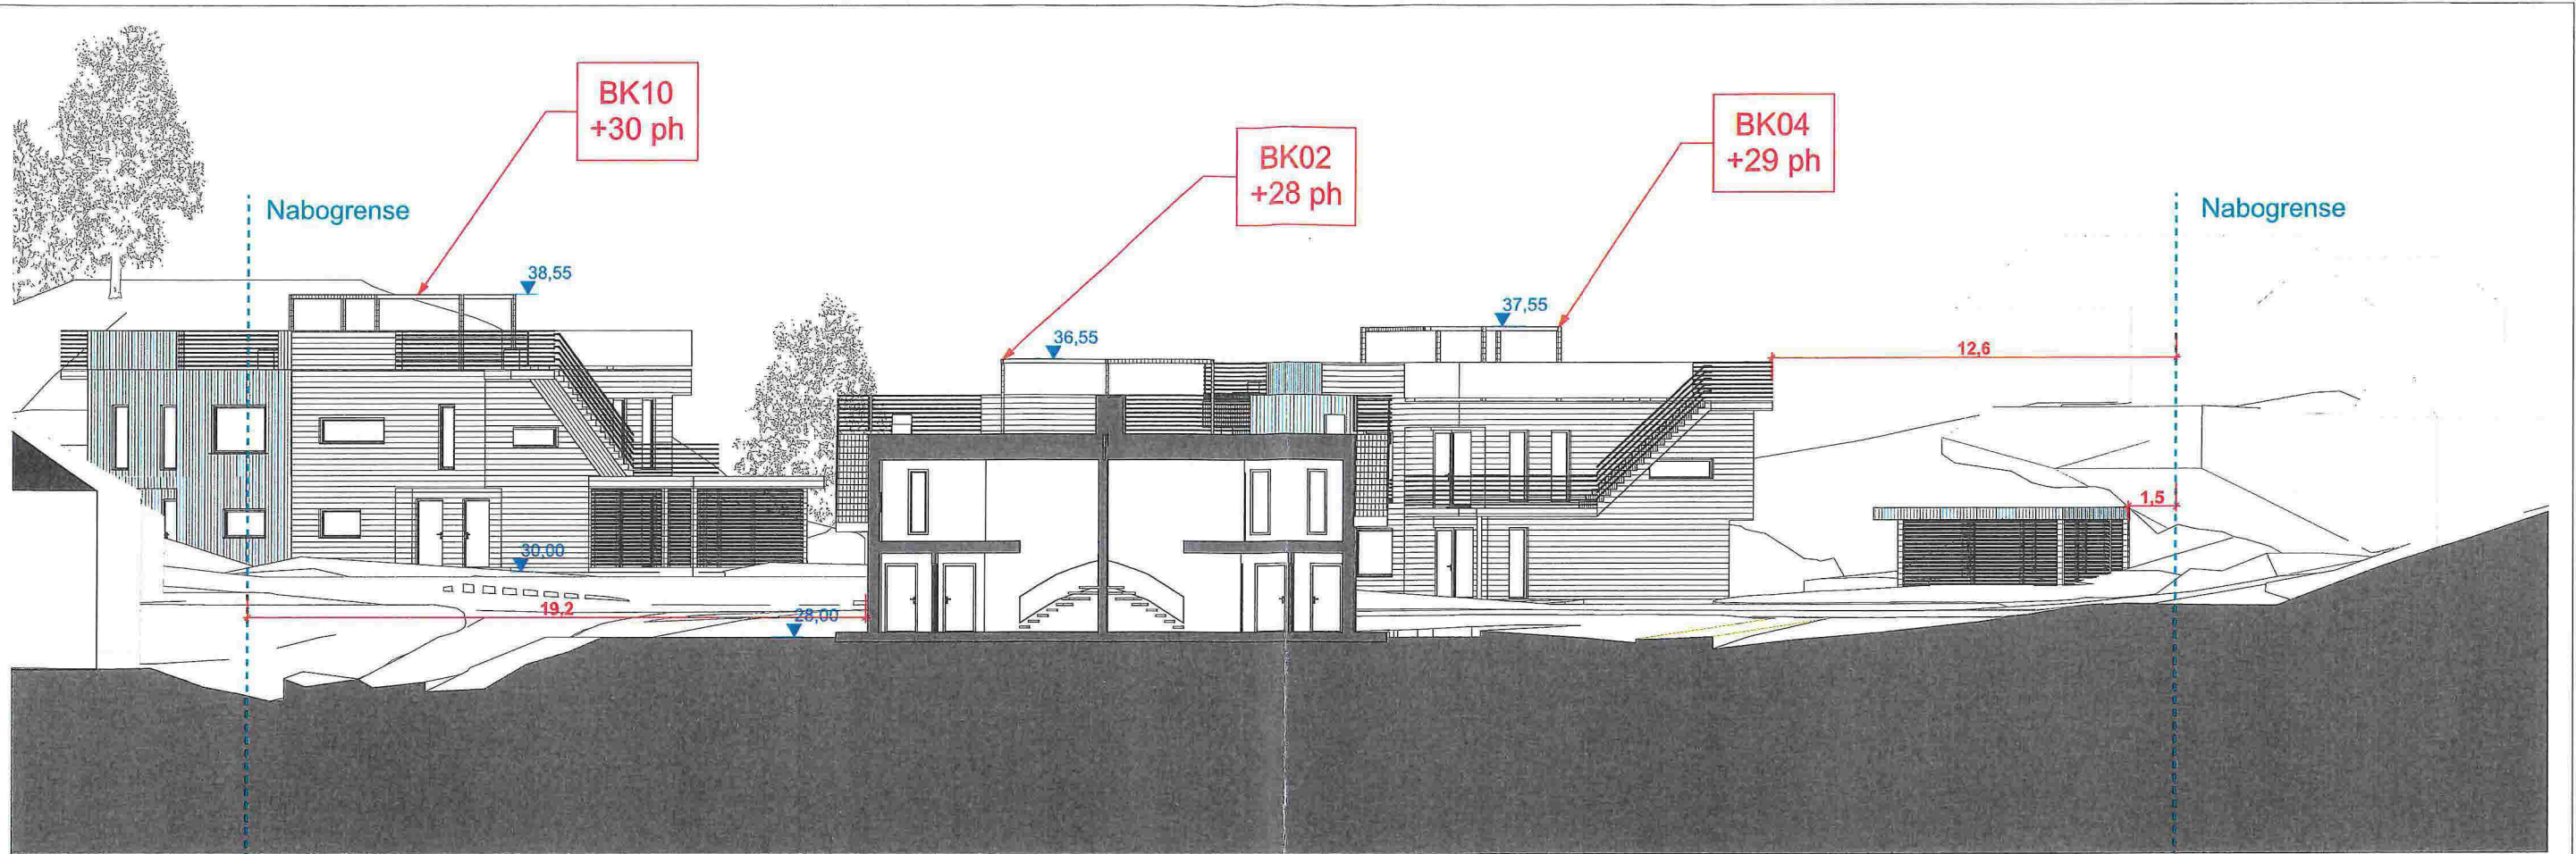 BK10
+30 ph
BK02
+28 ph
BK04
+29 ph
Nabogrense
Nabogrense
38,55
36,55
37,55
12,6
1,5
30,00
19,2
28,00